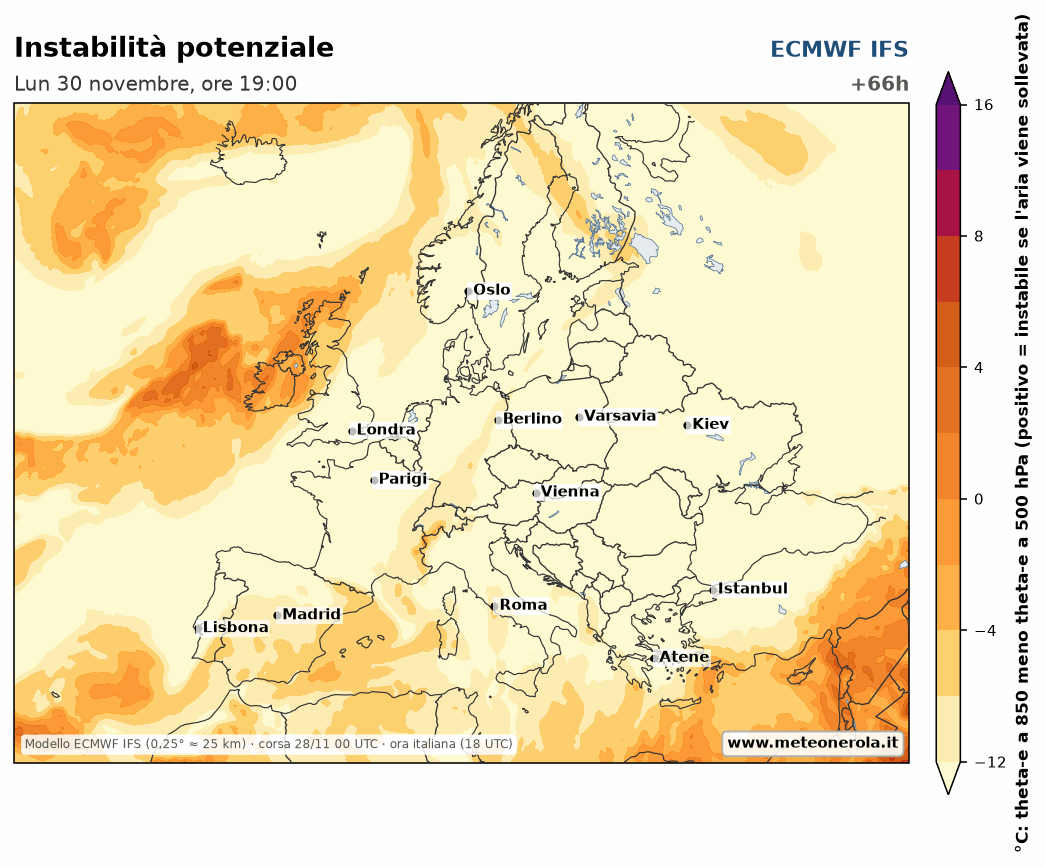 Instabilità potenziale
ECMWF IFS
Lun 30 novembre, ore 19:00
+66h
Oslo
Berlino
Varsavia
Kiev
Londra
Parigi
Vienna
Istanbul
Roma
Madrid
Lisbona
Atene
Modello ECMWF IFS (0,25° ≈ 25 km) · corsa 28/11 00 UTC · ora italiana (18 UTC)
www.meteonerola.it
16
8
4
0
−4
−12
°C: theta-e a 850 meno theta-e a 500 hPa (positivo = instabile se l'aria viene sollevata)